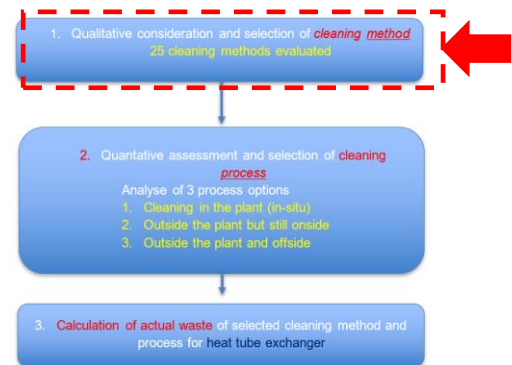 1. Qualitative consideration and selection of cleaning method
25 cleaning methods evaluated
2. Quantative assessment and selection of cleaning
process
Analyse of 3 process options
1. Cleaning in the plant (in-situ)
2. Outside the plant but still onside
3. Outside the plant and offside
3. Calculation of actual waste of selected cleaning method and
process for heat tube exchanger